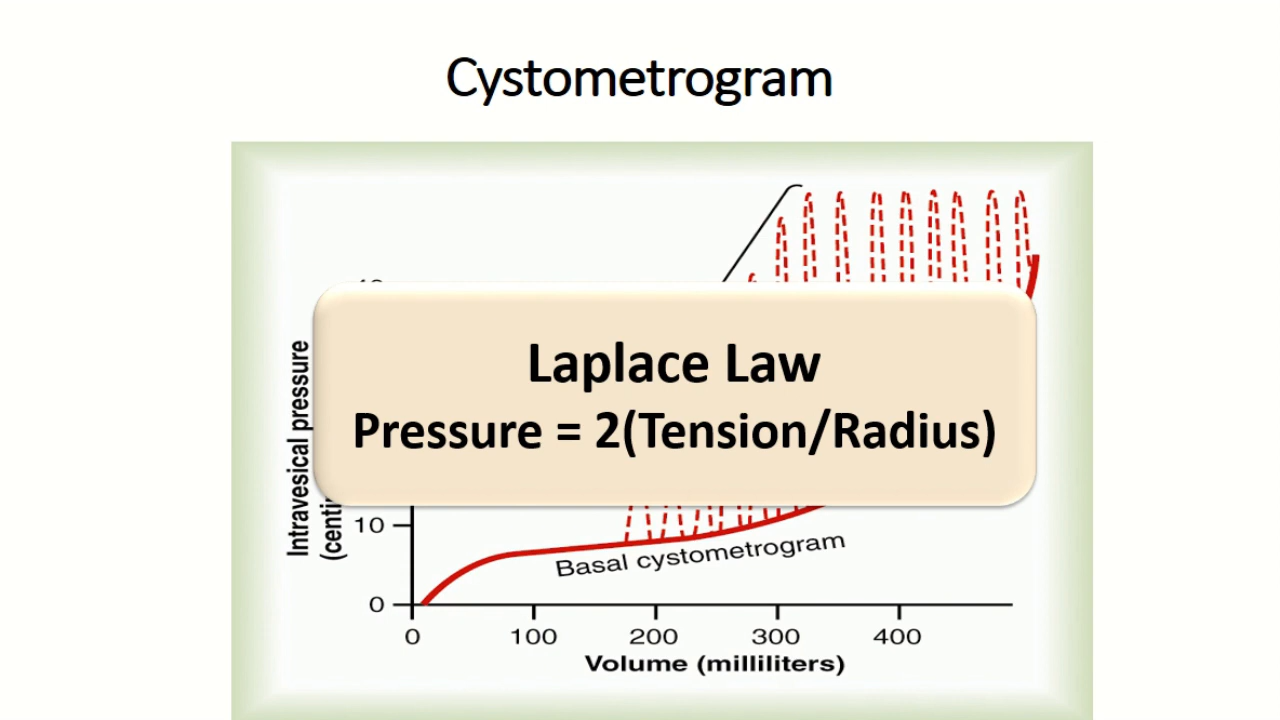 Cystometrogram
Laplace Law
Pressure = 2(Tension/Radius)
Intravesical pressure
10
0
Basal cystometrogram
0 100 200 300 400
Volume (milliliters)